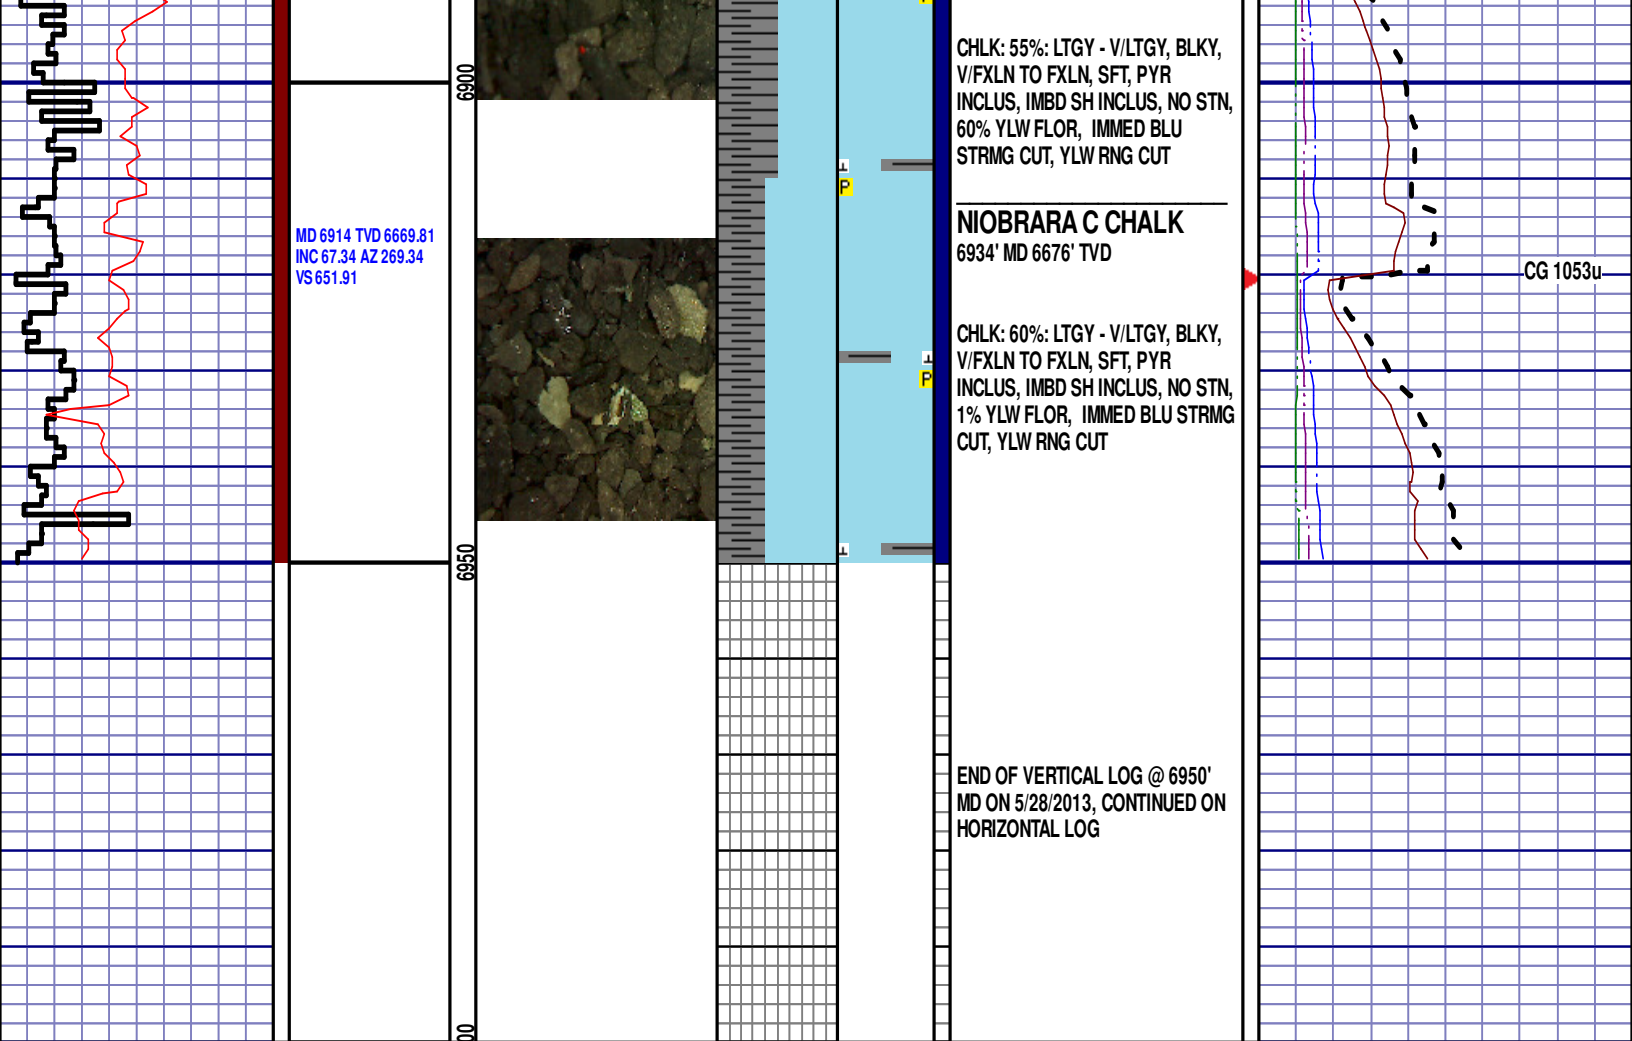 6900
MD 6914 TVD 6669.81
INC 67.34 AZ 269.34
VS 651.91
6950
P
P
CHLK: 55%: LTGY - V/LTGY, BLKY,
V/FXLN TO FXLN, SFT, PYR
INCLUS, IMBD SH INCLUS, NO STN,
60% YLW FLOR, IMMED BLU
STRMG CUT, YLW RNG CUT
NIOBRARA C CHALK
6934' MD 6676' TVD
CHLK: 60%: LTGY - V/LTGY, BLKY,
V/FXLN TO FXLN, SFT, PYR
INCLUS, IMBD SH INCLUS, NO STN,
1% YLW FLOR, IMMED BLU STRMG
CUT, YLW RNG CUT
END OF VERTICAL LOG @ 6950'
MD ON 5/28/2013, CONTINUED ON
HORIZONTAL LOG
CG 1053u